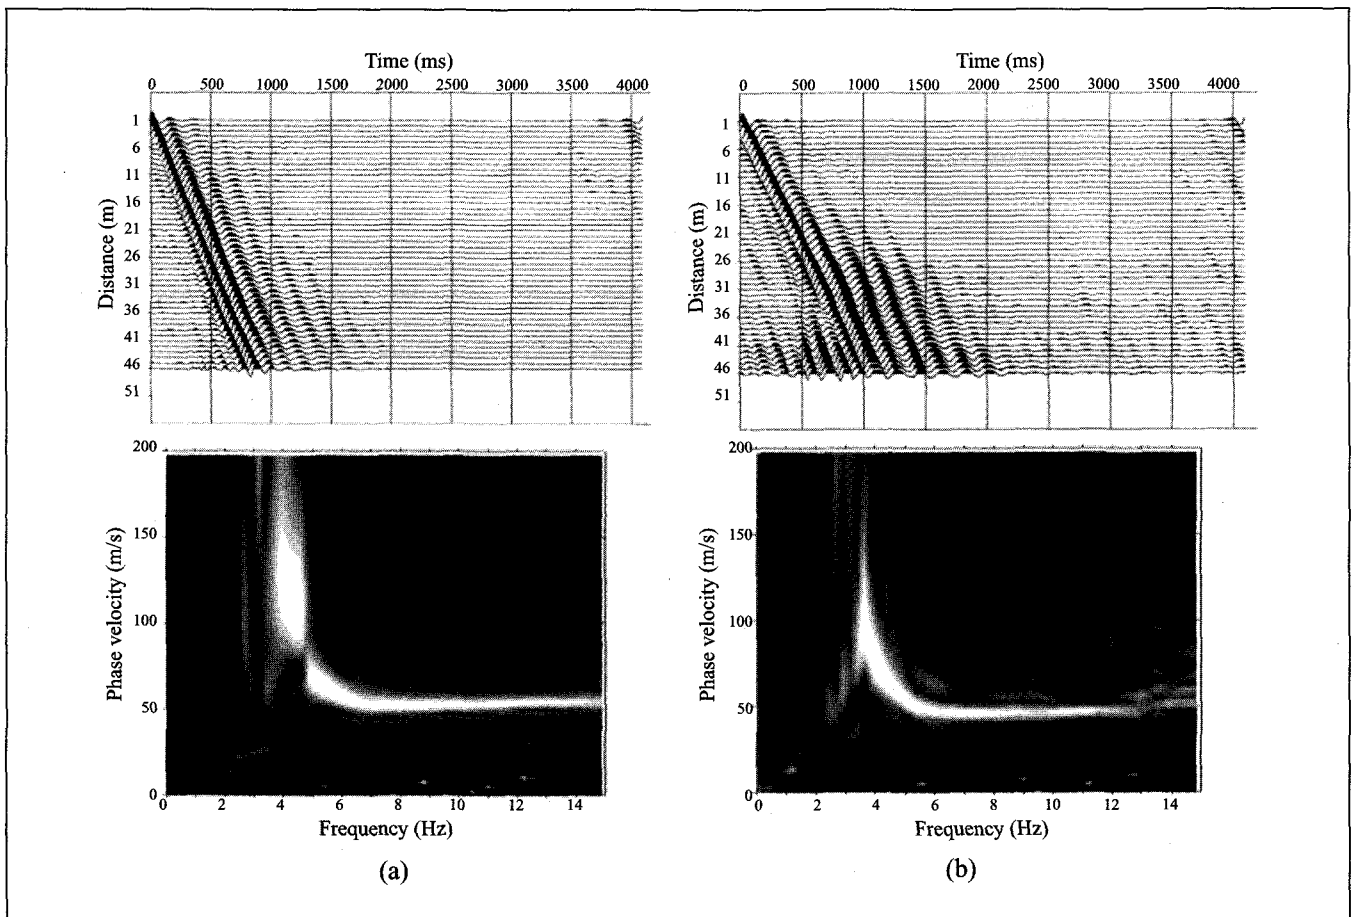 Time (ms)
0 500 1000 1500 2000 2500 3000 3500 4000
Distance (m)
1
6
11
16
21
26
31
36
41
46
51
Phase velocity (m/s)
200
150
100
50
0
0 2 4 6 8 10 12 14
Frequency (Hz)
(a)
Time (ms)
0 500 1000 1500 2000 2500 3000 3500 4000
Distance (m)
1
6
11
16
21
26
31
36
41
46
51
Phase velocity (m/s)
200
150
100
50
0
0 2 4 6 8 10 12 14
Frequency (Hz)
(b)